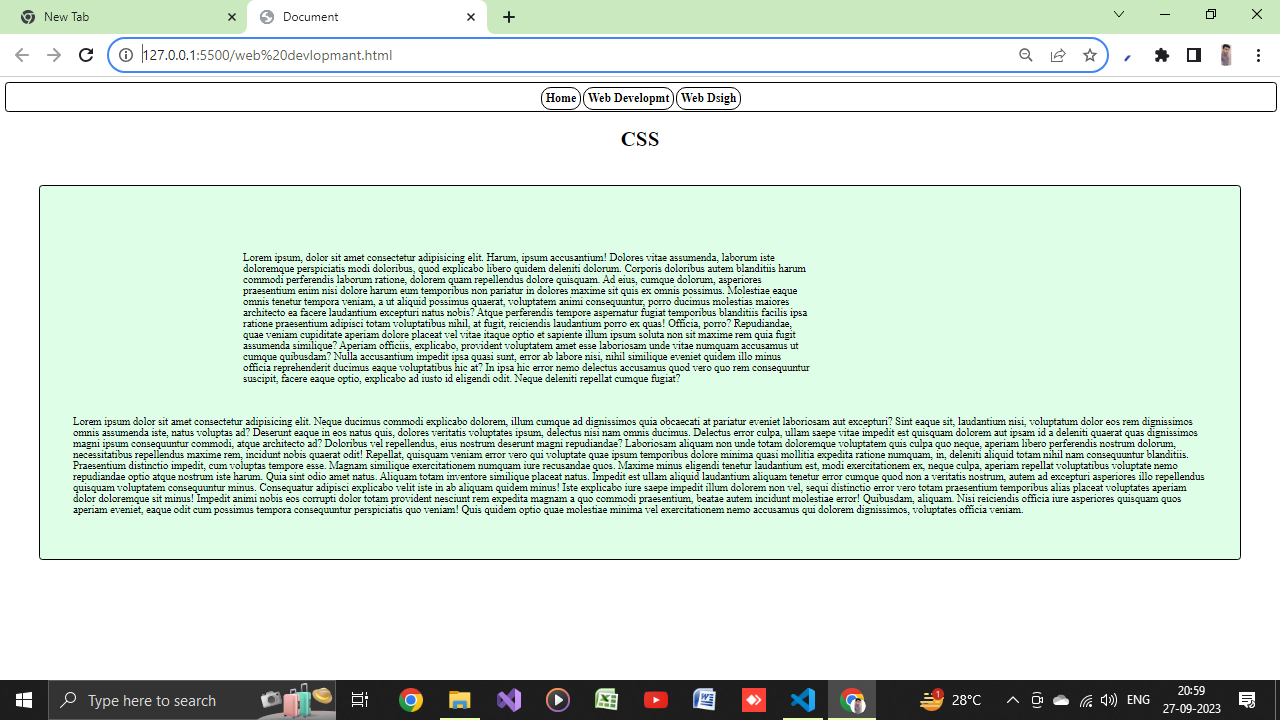 New Tab
Document
127.0.0.1:5500/web%20devlopmant.html
Home Web Developmt Web Dsigh
CSS
Lorem ipsum, dolor sit amet consectetur adipisicing elit. Harum, ipsum accusantium! Dolores vitae assumenda, laborum iste
doloremque perspiciatis modi doloribus, quod explicabo libero quidem deleniti dolorum. Corporis doloribus autem blanditiis harum
commodi perferendis laborum ratione, dolorem quam repellendus dolore quisquam. Ad eius, cumque dolorum, asperiores
praesentium enim nisi dolore harum eum temporibus non pariatur in dolores maxime sit quis ex omnis possimus. Molestiae eaque
omnis tenetur tempora veniam, a ut aliquid possimus quaerat, voluptatem animi consequuntur, porro ducimus molestias maiores
architecto ea facere laudantium excepturi natus nobis? Atque perferendis tempore aspernatur fugiat temporibus blanditiis facilis ipsa
ratione praesentium adipisci totam voluptatibus nihil, at fugit, reiciendis laudantium porro ex quas! Officia, porro? Repudiandae,
quae veniam cupiditate aperiam dolore placeat vel vitae itaque optio et sapiente illum ipsum soluta non sit maxime rem quia fugit
assumenda similique? Aperiam officiis, explicabo, provident voluptatem amet esse laboriosam unde vitae numquam accusamus ut
cumque quibusdam? Nulla accusantium impedit ipsa quasi sunt, error ab labore nisi, nihil similique eveniet quidem illo minus
officia reprehenderit ducimus eaque voluptatibus hic at? In ipsa hic error nemo delectus accusamus quod vero quo rem consequuntur
suscipit, facere eaque optio, explicabo ad iusto id eligendi odit. Neque deleniti repellat cumque fugiat?
Lorem ipsum dolor sit amet consectetur adipisicing elit. Neque ducimus commodi explicabo dolorem, illum cumque ad dignissimos quia obcaecati at pariatur eveniet laboriosam aut excepturi? Sint eaque sit, laudantium nisi, voluptatum dolor eos rem dignissimos
omnis assumenda iste, natus voluptas ad? Deserunt eaque in eos natus quis, dolores veritatis voluptates ipsum, delectus nisi nam omnis ducimus. Delectus error culpa, ullam saepe vitae impedit est quisquam dolorem aut ipsam id a deleniti quaerat quas dignissimos
magni ipsum consequuntur commodi, atque architecto ad? Doloribus vel repellendus, eius nostrum deserunt magni repudiandae? Laboriosam aliquam non unde totam doloremque voluptatem quis culpa quo neque, aperiam libero perferendis nostrum dolorum,
necessitatibus repellendus maxime rem, incidunt nobis quaerat odit! Repellat, quisquam veniam error vero qui voluptate quae ipsum temporibus dolore minima quasi mollitia expedita ratione numquam, in, deleniti aliquid totam nihil nam consequuntur blanditiis.
Praesentium distinctio impedit, cum voluptas tempore esse. Magnam similique exercitationem numquam iure recusandae quos. Maxime minus eligendi tenetur laudantium est, modi exercitationem ex, neque culpa, aperiam repellat voluptatibus voluptate nemo
repudiandae optio atque nostrum iste harum. Quia sint odio amet natus. Aliquam totam inventore similique placeat natus. Impedit est ullam aliquid laudantium aliquam tenetur error cumque quod non a veritatis nostrum, autem ad excepturi asperiores illo repellendus
quisquam voluptatem consequuntur minus. Consequatur adipisci explicabo velit iste in ab aliquam quidem minus! Iste explicabo iure saepe impedit illum dolorem non vel, sequi distinctio error vero totam praesentium temporibus alias placeat voluptates aperiam
dolor doloremque sit minus! Impedit animi nobis eos corrupti dolor totam provident nesciunt rem expedita magnam a quo commodi praesentium, beatae autem incidunt molestiae error! Quibusdam, aliquam. Nisi reiciendis officia iure asperiores quisquam quos
aperiam eveniet, eaque odit cum possimus tempora consequuntur perspiciatis quo veniam! Quis quidem optio quae molestiae minima vel exercitationem nemo accusamus qui dolorem dignissimos, voluptates officia veniam.
Type here to search
1
28°C
ENG
20:59
27-09-2023